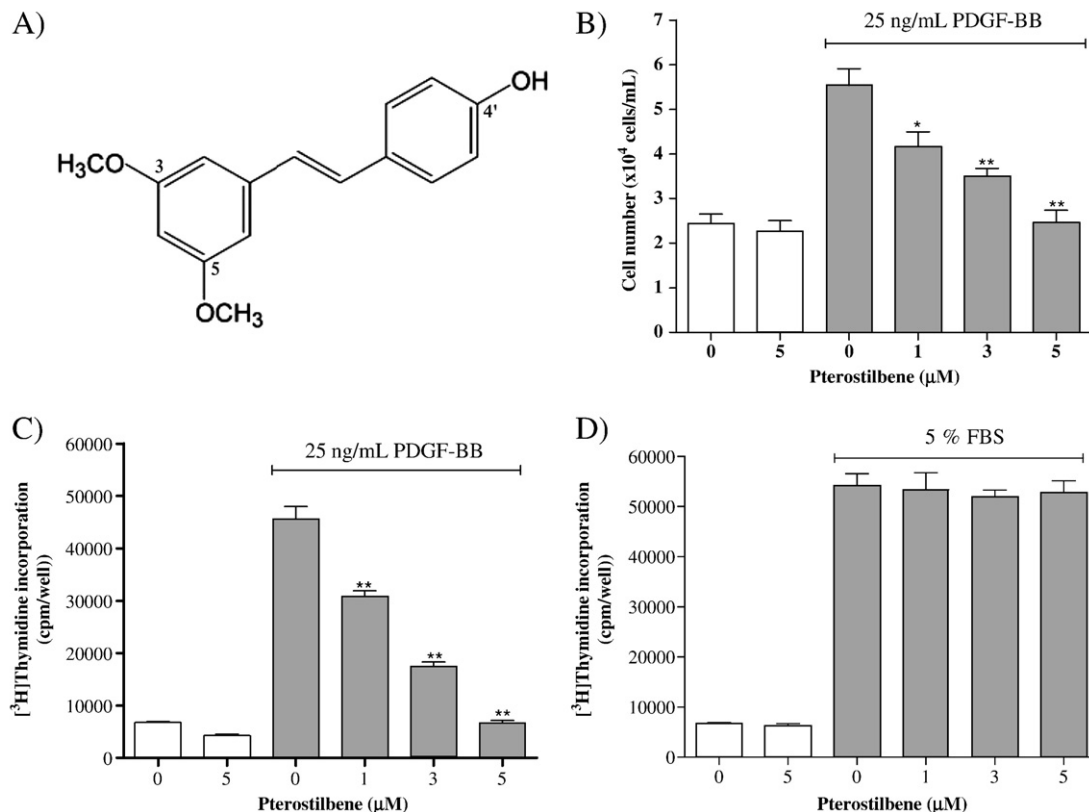 A)
OH
4'
H₃CO
3
5
OCH₃
B)
25 ng/mL PDGF-BB
Cell number (x10⁴ cells/mL)
7
6
5
4
3
2
1
0
*
**
**
0 5 0 1 3 5
Pterostilbene (μM)
C)
25 ng/mL PDGF-BB
[³H]Thymidine incorporation
(cpm/well))
60000
50000
40000
30000
20000
10000
0
**
**
**
0 5 0 1 3 5
Pterostilbene (μM)
D)
5 % FBS
[³H]Thymidine incorporation
(cpm/well))
60000
50000
40000
30000
20000
10000
0
0 5 0 1 3 5
Pterostilbene (μM)